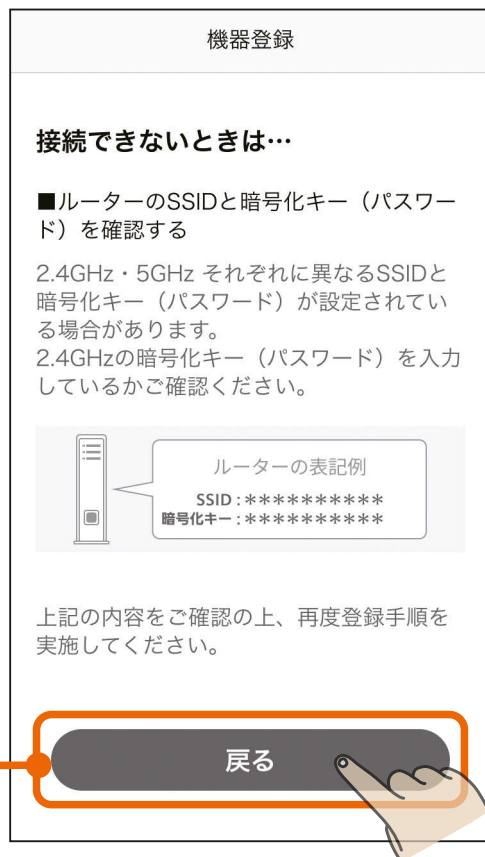 機器登録
接続できないときは…
■ルーターのSSIDと暗号化キー（パスワー
ド）を確認する
2.4GHz・5GHz それぞれに異なるSSIDと
暗号化キー（パスワード）が設定されてい
る場合があります。
2.4GHzの暗号化キー（パスワード）を入力
しているかご確認ください。
ルーターの表記例
SSID：**********
暗号化キー：**********
上記の内容をご確認の上、再度登録手順を
実施してください。
戻る